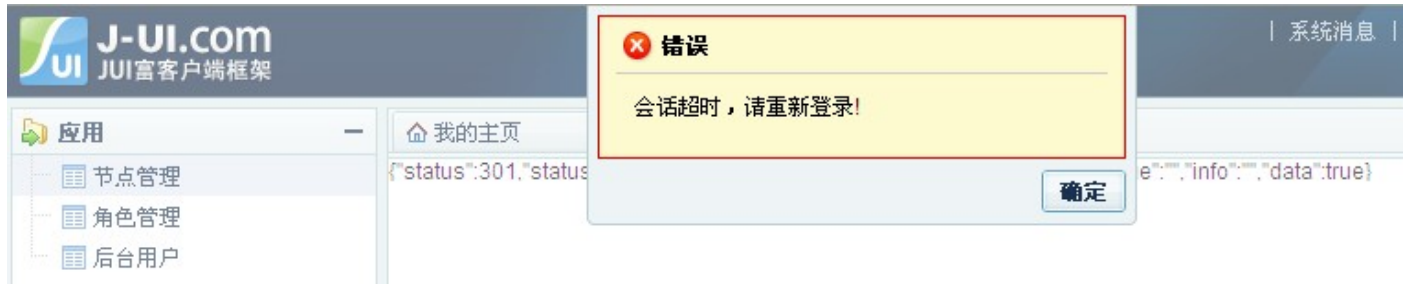 J-UI.com
JUI富客户端框架
错误
会话超时，请重新登录!
确定
| 系统消息 |
应用
节点管理
角色管理
后台用户
我的主页
{"status":301,"status
e":"","info":"","data":true}